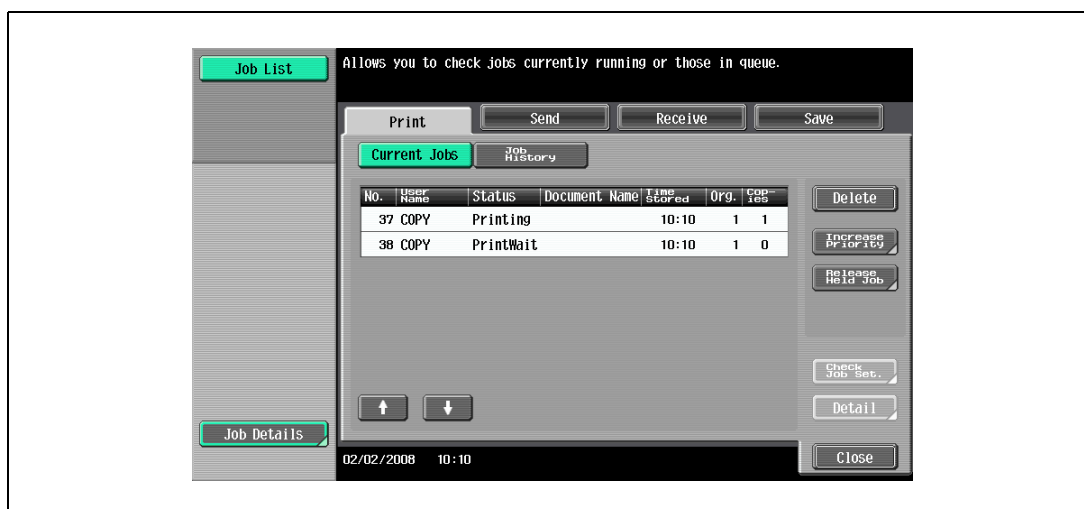 Job List
Allows you to check jobs currently running or those in queue.
Print Send Receive Save
Current Jobs Job History
No. User Name Status Document Name Time Stored Org. Cop-ies
37 COPY Printing 10:10 1 1
38 COPY PrintWait 10:10 1 0
Delete
Increase Priority
Release Held Job
Check Job Set.
Detail
Job Details
02/02/2008 10:10
Close